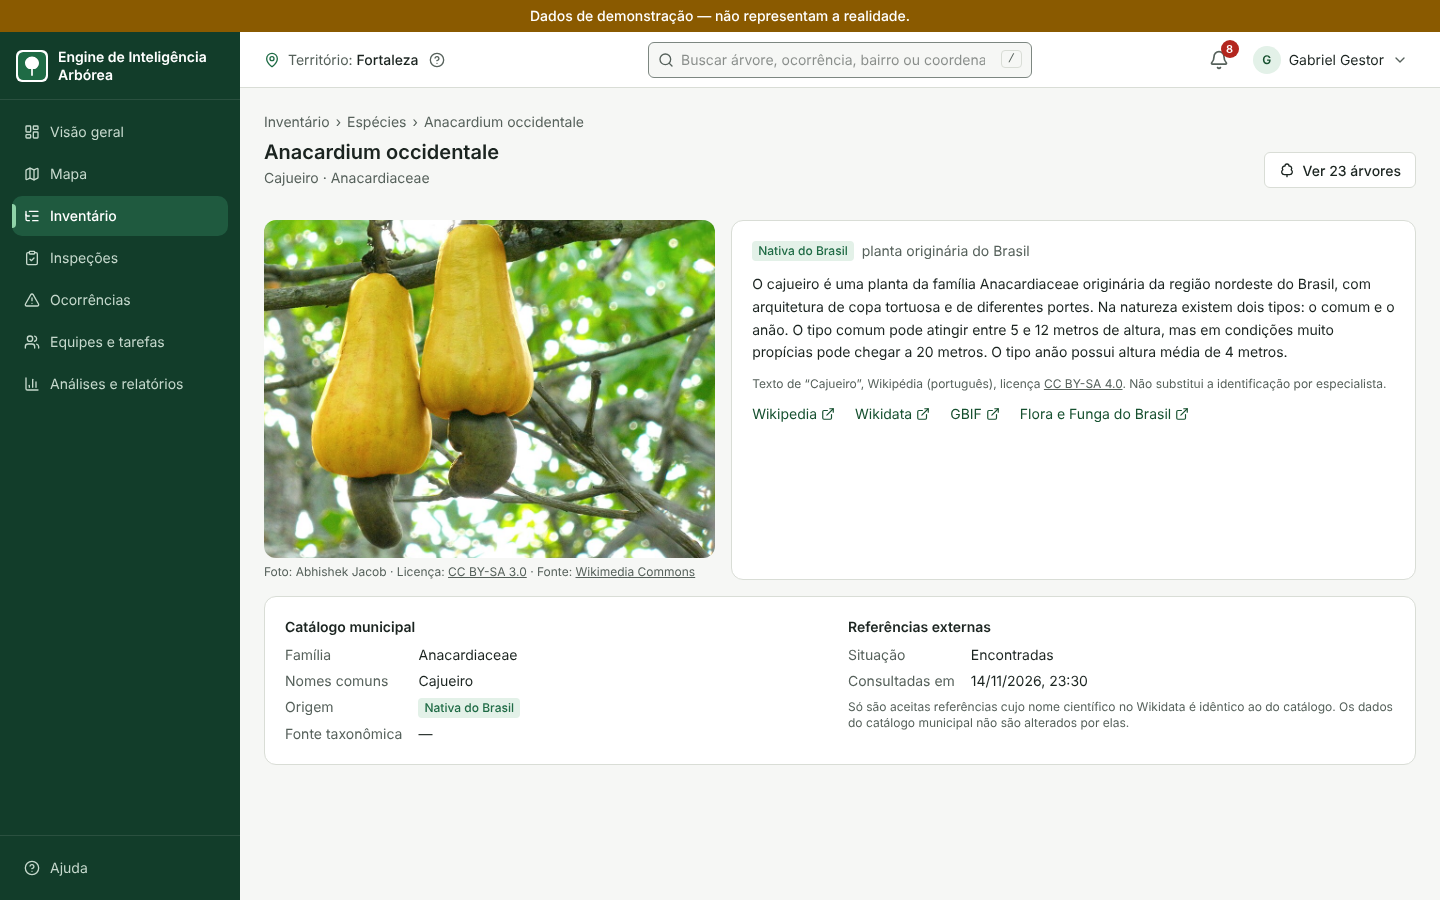 Dados de demonstração — não representam a realidade.
Engine de Inteligência
Arbórea
Território: Fortaleza
Buscar árvore, ocorrência, bairro ou coordena
/
8
G
Gabriel Gestor
Visão geral
Mapa
Inventário
Inspeções
Ocorrências
Equipes e tarefas
Análises e relatórios
Ajuda
Inventário › Espécies › Anacardium occidentale
Anacardium occidentale
Cajueiro · Anacardiaceae
Ver 23 árvores
Nativa do Brasil planta originária do Brasil
O cajueiro é uma planta da família Anacardiaceae originária da região nordeste do Brasil, com
arquitetura de copa tortuosa e de diferentes portes. Na natureza existem dois tipos: o comum e o
anão. O tipo comum pode atingir entre 5 e 12 metros de altura, mas em condições muito
propícias pode chegar a 20 metros. O tipo anão possui altura média de 4 metros.
Texto de “Cajueiro”, Wikipédia (português), licença CC BY-SA 4.0. Não substitui a identificação por especialista.
Wikipedia Wikidata GBIF Flora e Funga do Brasil
Foto: Abhishek Jacob · Licença: CC BY-SA 3.0 · Fonte: Wikimedia Commons
Catálogo municipal
Família Anacardiaceae
Nomes comuns Cajueiro
Origem Nativa do Brasil
Fonte taxonômica —
Referências externas
Situação Encontradas
Consultadas em 14/11/2026, 23:30
Só são aceitas referências cujo nome científico no Wikidata é idêntico ao do catálogo. Os dados
do catálogo municipal não são alterados por elas.